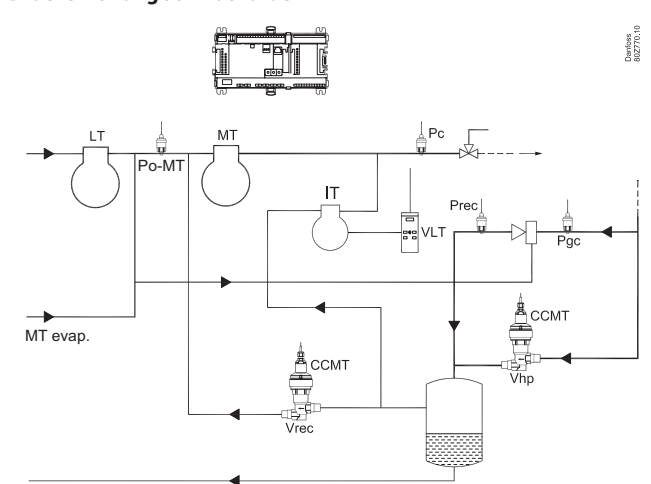 Danfoss
80Z770.10
LT
MT
Pc
Po-MT
IT
Prec
VLT
Pgc
MT evap.
CCMT
Vhp
CCMT
Vrec